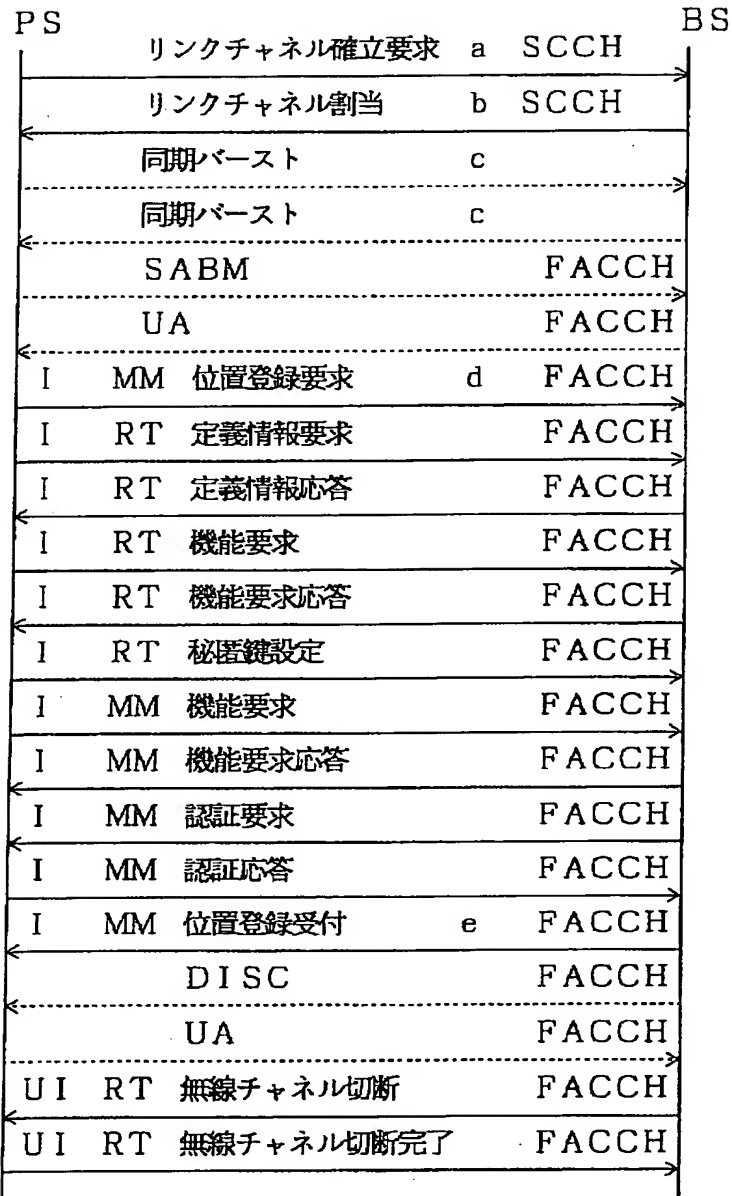 PS BS
リンクチャネル確立要求 a SCCH
リンクチャネル割当 b SCCH
同期バースト c
同期バースト c
SABM FACCH
UA FACCH
I MM 位置登録要求 d FACCH
I RT 定義情報要求 FACCH
I RT 定義情報応答 FACCH
I RT 機能要求 FACCH
I RT 機能要求応答 FACCH
I RT 秘匿鍵設定 FACCH
I MM 機能要求 FACCH
I MM 機能要求応答 FACCH
I MM 認証要求 FACCH
I MM 認証応答 FACCH
I MM 位置登録受付 e FACCH
DISC FACCH
UA FACCH
UI RT 無線チャネル切断 FACCH
UI RT 無線チャネル切断完了 FACCH